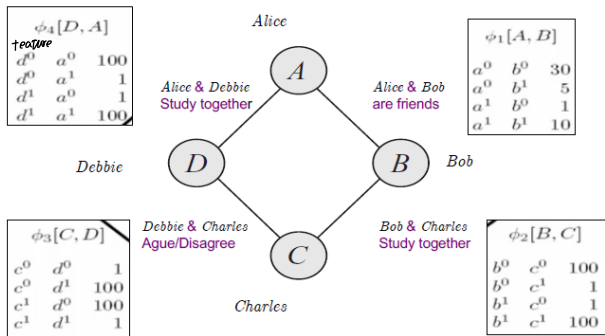 Alice
ϕ₄[D, A]
feature
d⁰ a⁰ 100
d⁰ a¹ 1
d¹ a⁰ 1
d¹ a¹ 100
ϕ₁[A, B]
a⁰ b⁰ 30
a⁰ b¹ 5
a¹ b⁰ 1
a¹ b¹ 10
A
Alice & Debbie
Study together
Alice & Bob
are friends
Debbie
D
B
Bob
Debbie & Charles
Ague/Disagree
Bob & Charles
Study together
C
Charles
ϕ₃[C, D]
c⁰ d⁰ 1
c⁰ d¹ 100
c¹ d⁰ 100
c¹ d¹ 1
ϕ₂[B, C]
b⁰ c⁰ 100
b⁰ c¹ 1
b¹ c⁰ 1
b¹ c¹ 100